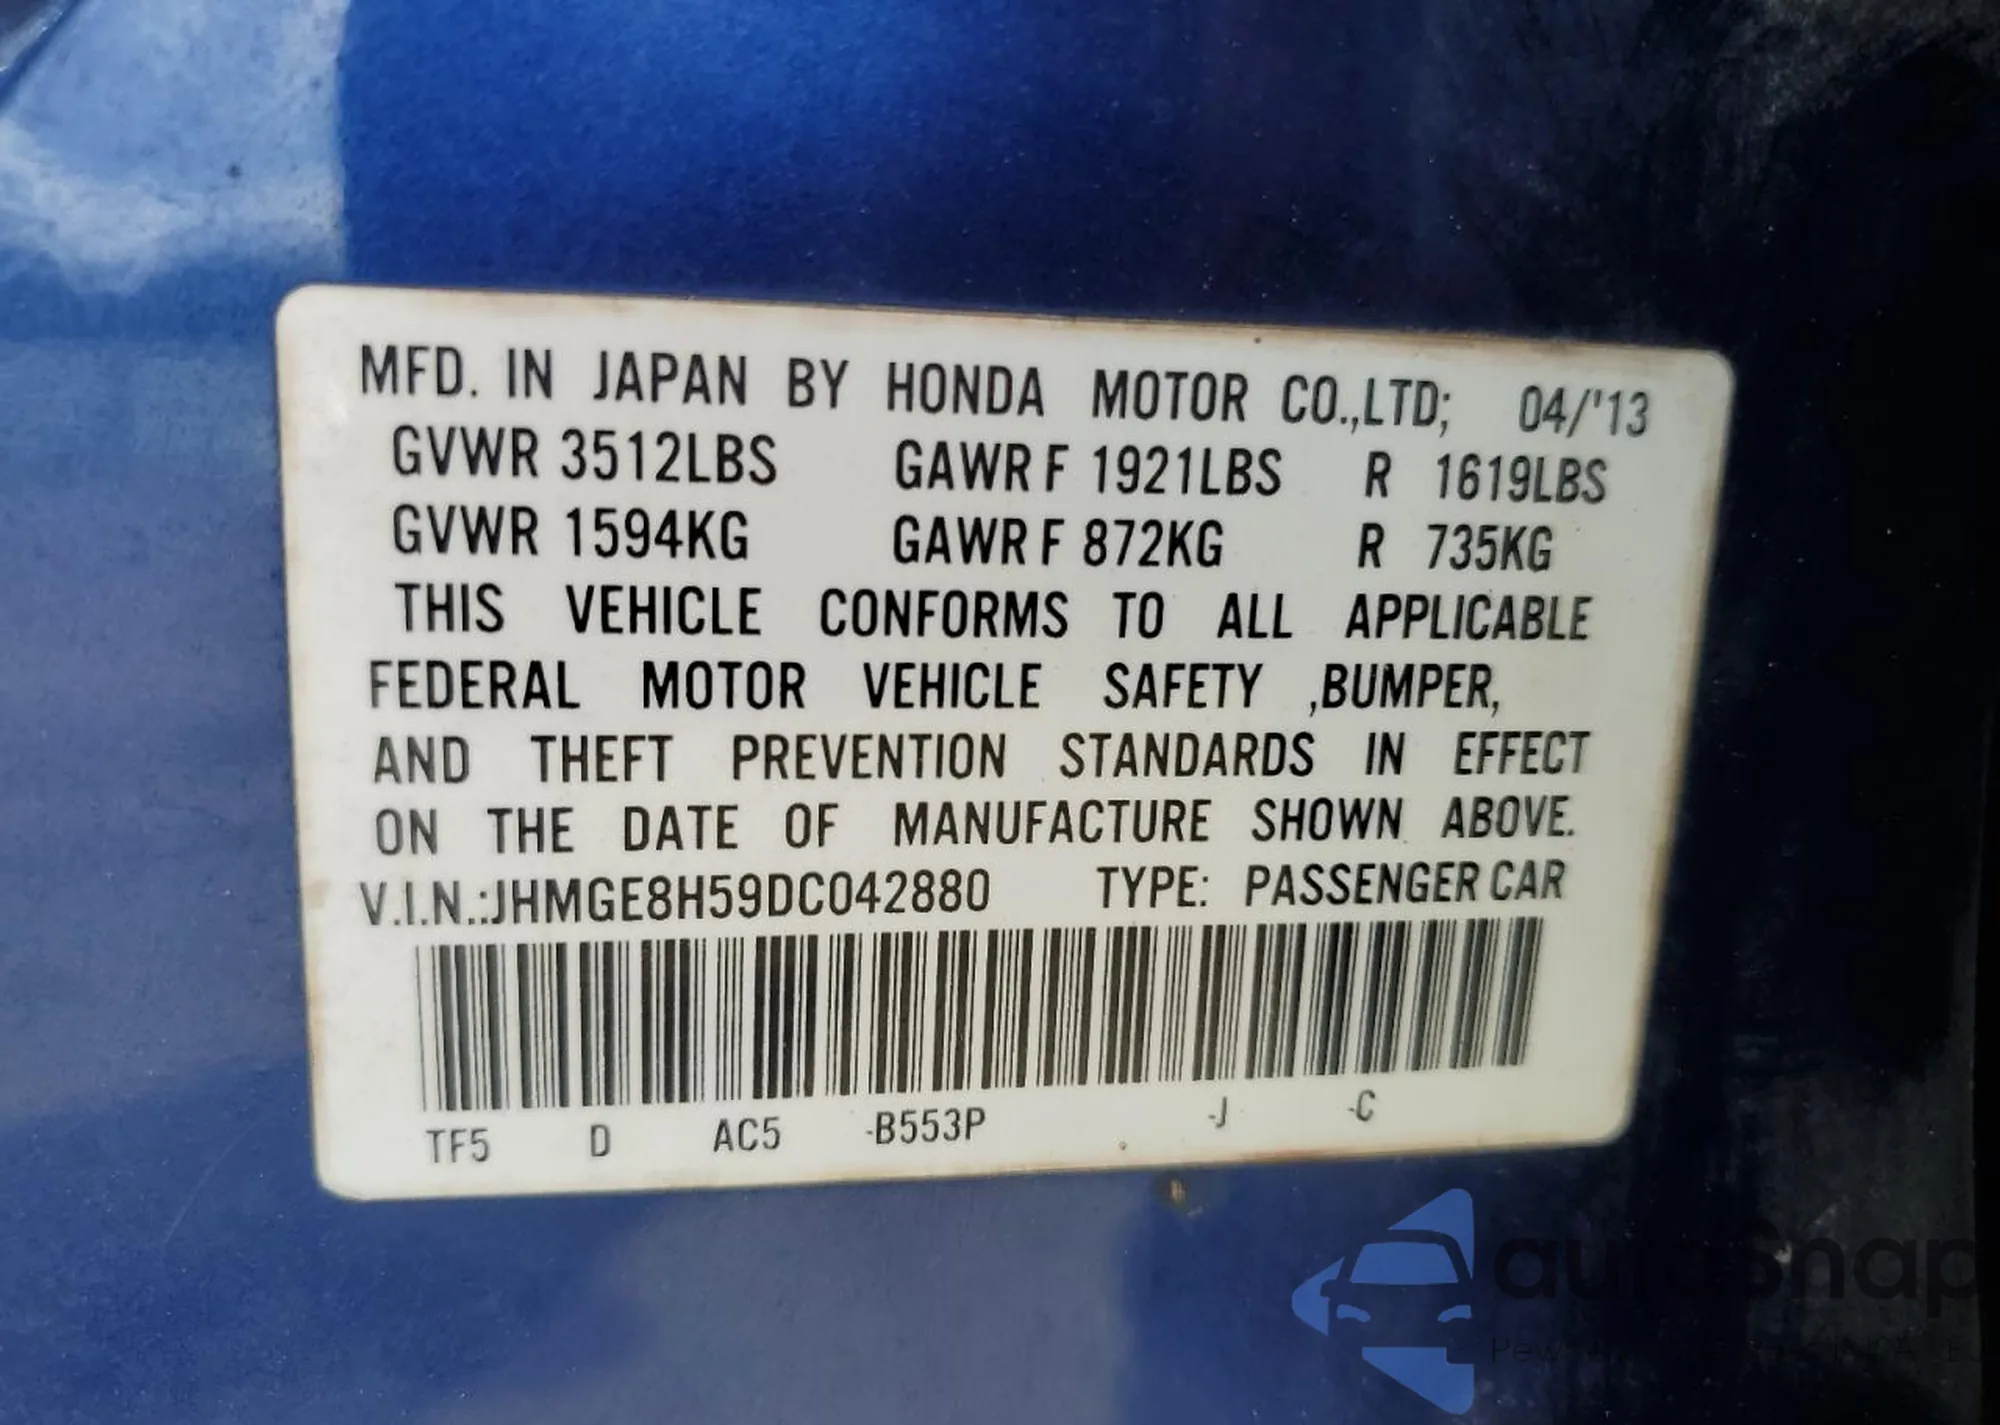 MFD. IN JAPAN BY HONDA MOTOR CO.,LTD; 04/'13
GVWR 3512LBS GAWR F 1921LBS R 1619LBS
GVWR 1594KG GAWR F 872KG R 735KG
THIS VEHICLE CONFORMS TO ALL APPLICABLE
FEDERAL MOTOR VEHICLE SAFETY ,BUMPER,
AND THEFT PREVENTION STANDARDS IN EFFECT
ON THE DATE OF MANUFACTURE SHOWN ABOVE.
V.I.N.:JHMGE8H59DC042880 TYPE: PASSENGER CAR
TF5 D AC5 -B553P -J -C
autosnap